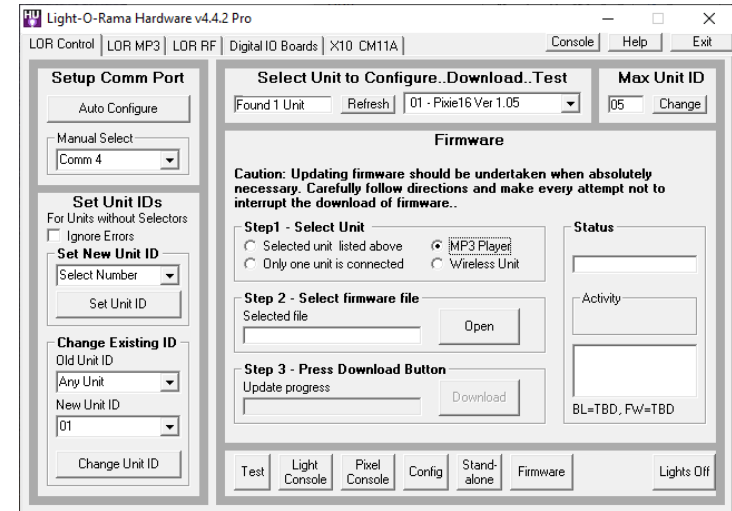 HU Light-O-Rama Hardware v4.4.2 Pro
LOR Control LOR MP3 LOR RF Digital IO Boards X10 CM11A Console Help Exit
Setup Comm Port
Auto Configure
Manual Select
Comm 4
Set Unit IDs
For Units without Selectors
Ignore Errors
Set New Unit ID
Select Number
Set Unit ID
Change Existing ID
Old Unit ID
Any Unit
New Unit ID
01
Change Unit ID
Select Unit to Configure..Download..Test
Found 1 Unit Refresh 01 - Pixie16 Ver 1.05
Max Unit ID
05 Change
Firmware
Caution: Updating firmware should be undertaken when absolutely
necessary. Carefully follow directions and make every attempt not to
interrupt the download of firmware..
Step1 - Select Unit
Selected unit listed above MP3 Player
Only one unit is connected Wireless Unit
Step 2 - Select firmware file
Selected file
Open
Step 3 - Press Download Button
Update progress
Download
Status
Activity
BL=TBD, FW=TBD
Test Light Console Pixel Console Config Stand-alone Firmware Lights Off